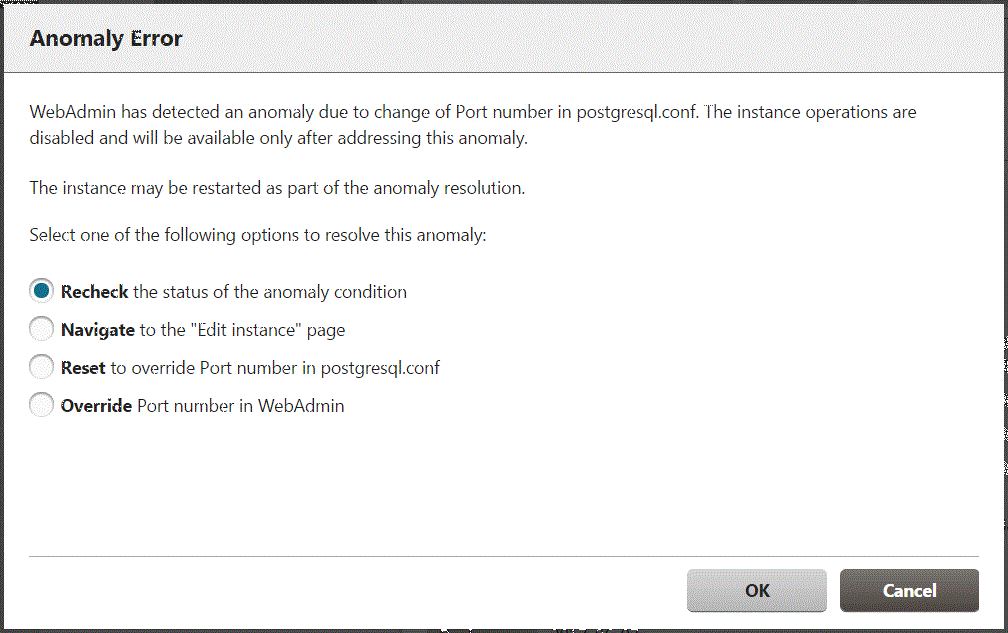 Anomaly Error
WebAdmin has detected an anomaly due to change of Port number in postgresql.conf. The instance operations are
disabled and will be available only after addressing this anomaly.
The instance may be restarted as part of the anomaly resolution.
Select one of the following options to resolve this anomaly:
Recheck the status of the anomaly condition
Navigate to the "Edit instance" page
Reset to override Port number in postgresql.conf
Override Port number in WebAdmin
OK Cancel